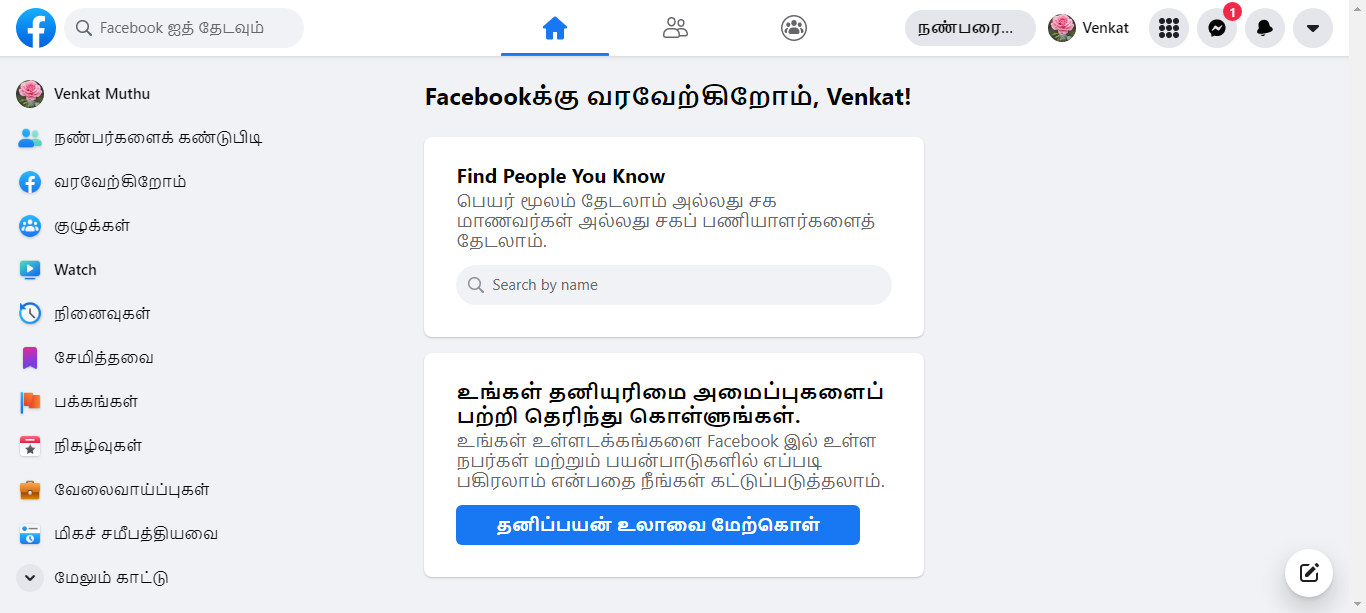 Facebook ஐத் தேடவும்
நண்பரை...
Venkat
1
Venkat Muthu
நண்பர்களைக் கண்டுபிடி
வரவேற்கிறோம்
குழுக்கள்
Watch
நினைவுகள்
சேமித்தவை
பக்கங்கள்
நிகழ்வுகள்
வேலைவாய்ப்புகள்
மிகச் சமீபத்தியவை
மேலும் காட்டு
Facebookக்கு வரவேற்கிறோம், Venkat!
Find People You Know
பெயர் மூலம் தேடலாம் அல்லது சக
மாணவர்கள் அல்லது சகப் பணியாளர்களைத்
தேடலாம்.
Search by name
உங்கள் தனியுரிமை அமைப்புகளைப்
பற்றி தெரிந்து கொள்ளுங்கள்.
உங்கள் உள்ளடக்கங்களை Facebook இல் உள்ள
நபர்கள் மற்றும் பயன்பாடுகளில் எப்படி
பகிரலாம் என்பதை நீங்கள் கட்டுப்படுத்தலாம்.
தனிப்பயன் உலாவை மேற்கொள்